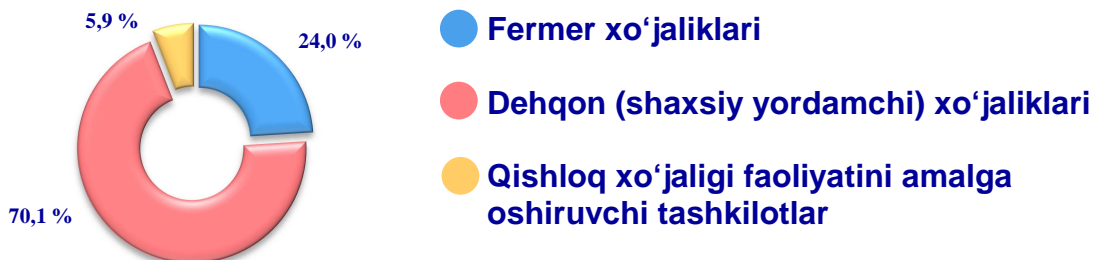 5,9 %
24,0 %
70,1 %
Fermer xo‘jaliklari
Dehqon (shaxsiy yordamchi) xo‘jaliklari
Qishloq xo‘jaligi faoliyatini amalga
oshiruvchi tashkilotlar